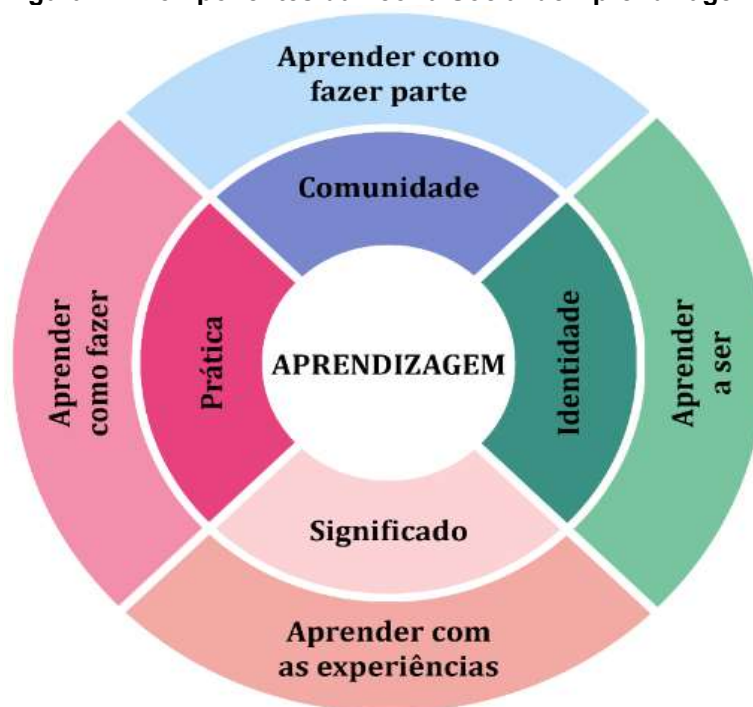 Aprender como
fazer parte
Comunidade
Aprender
como fazer
Prática
APRENDIZAGEM
Identidade
Aprender
a ser
Significado
Aprender com
as experiências